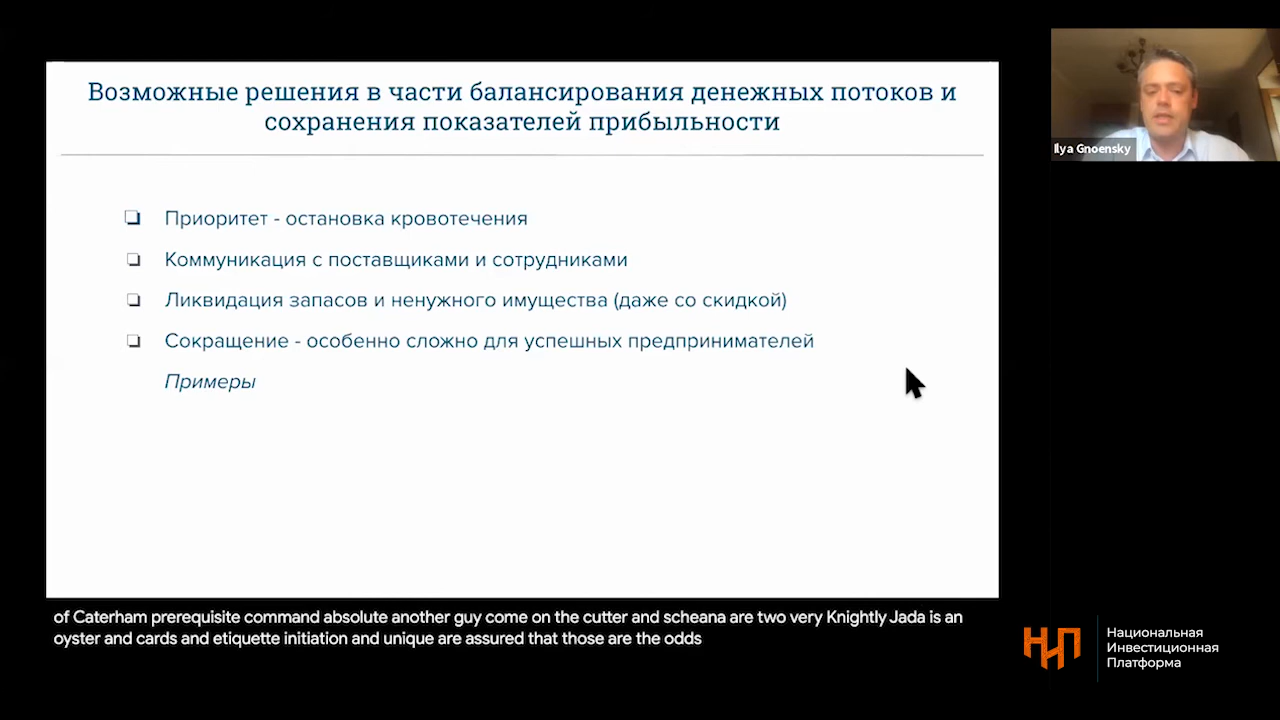 Возможные решения в части балансирования денежных потоков и
сохранения показателей прибыльности
Приоритет - остановка кровотечения
Коммуникация с поставщиками и сотрудниками
Ликвидация запасов и ненужного имущества (даже со скидкой)
Сокращение - особенно сложно для успешных предпринимателей
Примеры
Ilya Gnoensky
of Caterham prerequisite command absolute another guy come on the cutter and scheana are two very Knightly Jada is an
oyster and cards and etiquette initiation and unique are assured that those are the odds
НИП
Национальная
Инвестиционная
Платформа